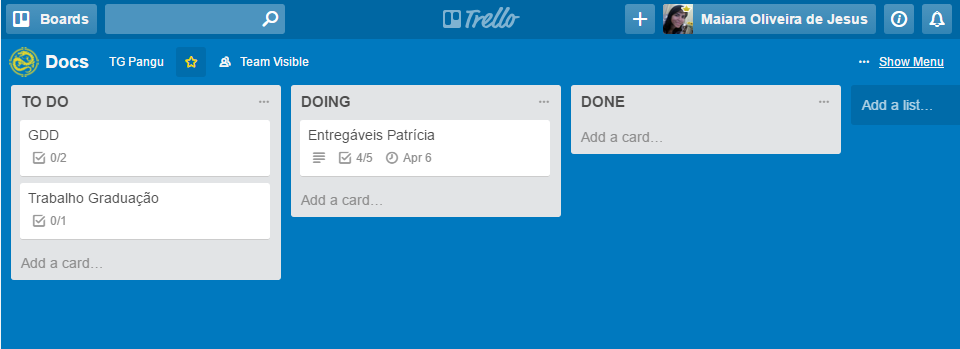 Boards
Trello
Maiara Oliveira de Jesus
Docs
TG Pangu
Team Visible
... Show Menu
TO DO
...
GDD
0/2
Trabalho Graduação
0/1
Add a card...
DOING
...
Entregáveis Patrícia
4/5
Apr 6
Add a card...
DONE
...
Add a card...
Add a list...